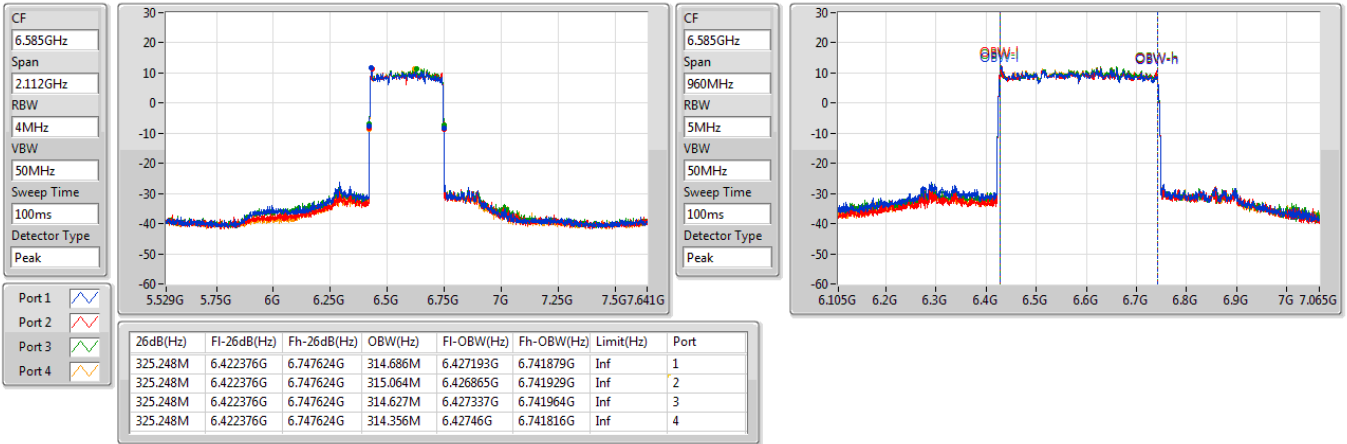 CF
6.585GHz
Span
2.112GHz
RBW
4MHz
VBW
50MHz
Sweep Time
100ms
Detector Type
Peak
30
20
10
0
-10
-20
-30
-40
-50
-60
5.529G 5.75G 6G 6.25G 6.5G 6.75G 7G 7.25G 7.5G 7.641G
CF
6.585GHz
Span
960MHz
RBW
5MHz
VBW
50MHz
Sweep Time
100ms
Detector Type
Peak
30
20
10
0
-10
-20
-30
-40
-50
-60
OBW-l
OBW-h
6.105G 6.2G 6.3G 6.4G 6.5G 6.6G 6.7G 6.8G 6.9G 7G 7.065G
Port 1
Port 2
Port 3
Port 4
26dB(Hz) Fl-26dB(Hz) Fh-26dB(Hz) OBW(Hz) Fl-OBW(Hz) Fh-OBW(Hz) Limit(Hz) Port
325.248M 6.422376G 6.747624G 314.686M 6.427193G 6.741879G Inf 1
325.248M 6.422376G 6.747624G 315.064M 6.426865G 6.741929G Inf 2
325.248M 6.422376G 6.747624G 314.627M 6.427337G 6.741964G Inf 3
325.248M 6.422376G 6.747624G 314.356M 6.42746G 6.741816G Inf 4